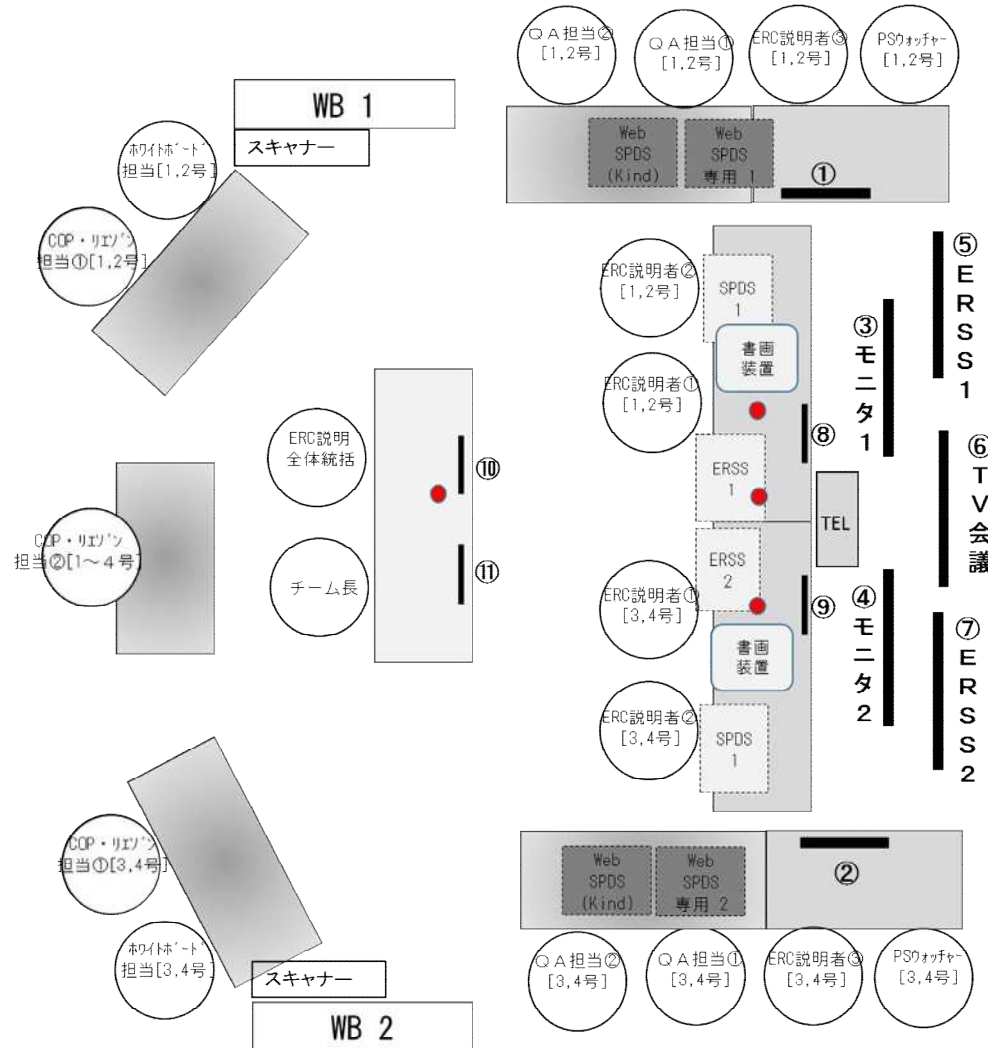 QA担当②
[1,2号]
QA担当①
[1,2号]
ERC説明者③
[1,2号]
PSウォッチャー
[1,2号]
WB 1
スキャナー
Web
SPDS
(Kind)
Web
SPDS
専用 1
①
ホワイトボード
担当[1,2号]
COP・リエゾン
担当①[1,2号]
ERC説明者②
[1,2号]
SPDS
1
書画
装置
ERC説明者①
[1,2号]
⑧
③モニタ1
⑤ERSS1
ERC説明
全体統括
⑩
ERSS
1
TEL
⑥TV会議
COP・リエゾン
担当②[1～4号]
チーム長
⑪
ERSS
2
ERC説明者①
[3,4号]
⑨
④モニタ2
⑦ERSS2
書画
装置
ERC説明者②
[3,4号]
SPDS
1
COP・リエゾン
担当①[3,4号]
ホワイトボード
担当[3,4号]
スキャナー
WB 2
Web
SPDS
(Kind)
Web
SPDS
専用 2
②
QA担当②
[3,4号]
QA担当①
[3,4号]
ERC説明者③
[3,4号]
PSウォッチャー
[3,4号]